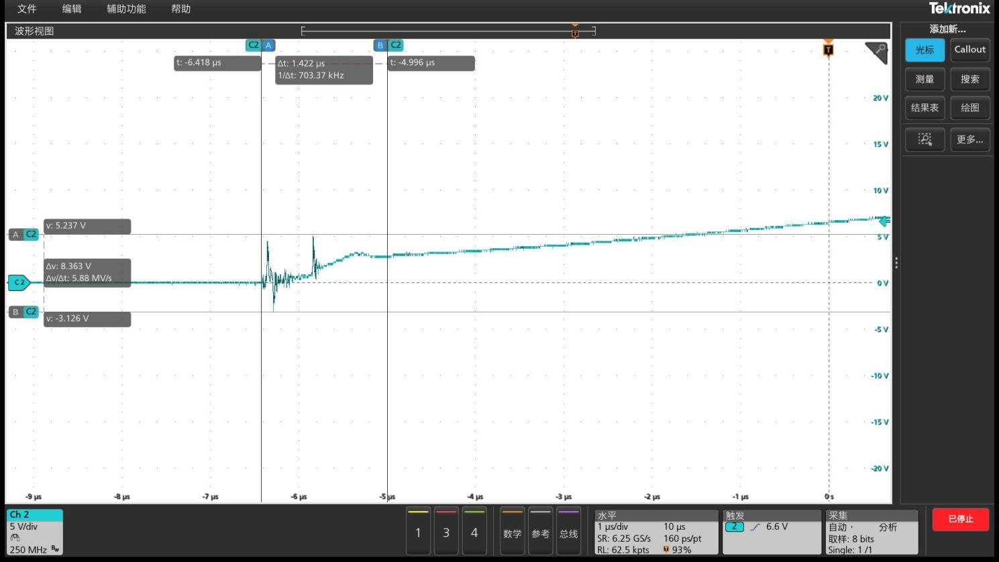 文件 编辑 辅助功能 帮助
Tektronix
波形视图
添加新...
光标 Callout
测量 搜索
结果表 绘图
更多...
C2 A B C2
T
t: -6.418 µs
Δt: 1.422 µs
1/Δt: 703.37 kHz
t: -4.996 µs
20 V
15 V
10 V
5 V
0 V
-5 V
-10 V
-15 V
-20 V
A C2
v: 5.237 V
Δv: 8.363 V
Δv/Δt: 5.88 MV/s
C 2
B C2
v: -3.126 V
-9 µs -8 µs -7 µs -6 µs -5 µs -4 µs -3 µs -2 µs -1 µs 0 s
Ch 2
5 V/div
250 MHz Bw
1 3 4 数学 参考 总线
水平
1 µs/div 10 µs
SR: 6.25 GS/s 160 ps/pt
RL: 62.5 kpts T 93%
触发
2 6.6 V
采集
自动, 分析
取样: 8 bits
Single: 1 /1
已停止